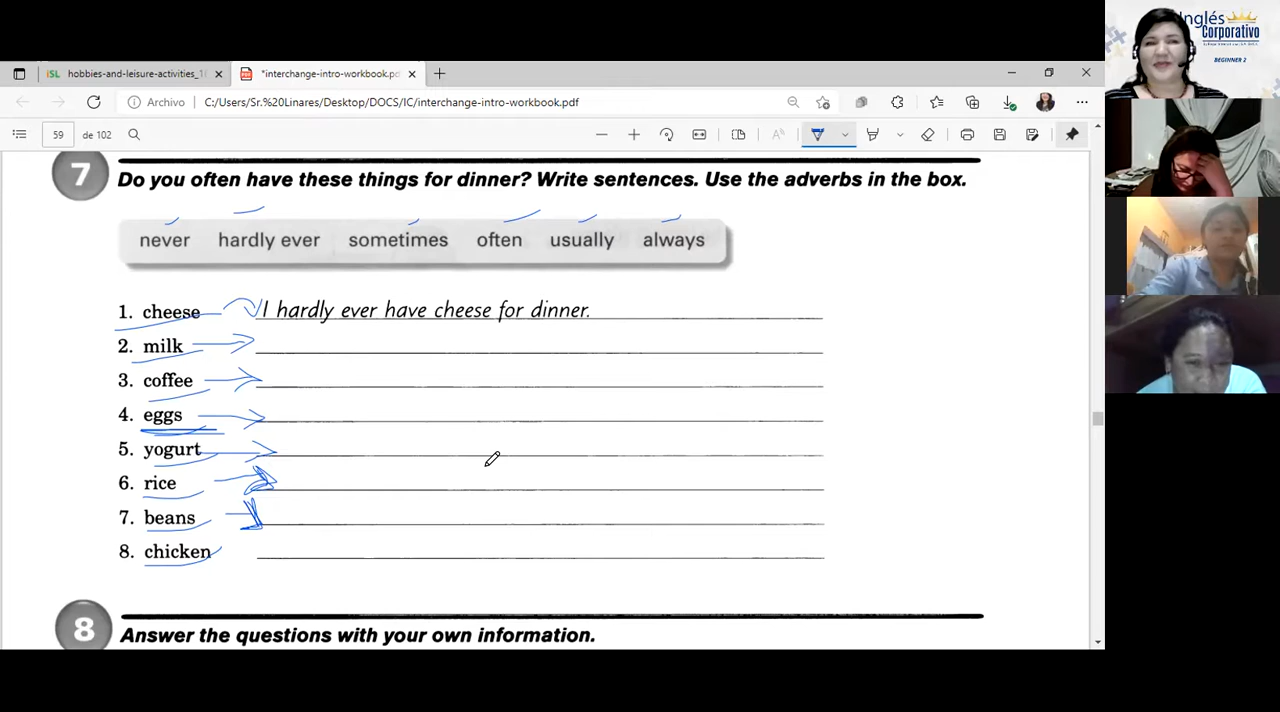 Inglés
Corporativo
BEGINNER 2
ISL hobbies-and-leisure-activities_1
PDF *interchange-intro-workbook.pd
Archivo C:/Users/Sr.%20Linares/Desktop/DOCS/IC/interchange-intro-workbook.pdf
59 de 102
7 Do you often have these things for dinner? Write sentences. Use the adverbs in the box.
never hardly ever sometimes often usually always
1. cheese I hardly ever have cheese for dinner.
2. milk
3. coffee
4. eggs
5. yogurt
6. rice
7. beans
8. chicken
8 Answer the questions with your own information.